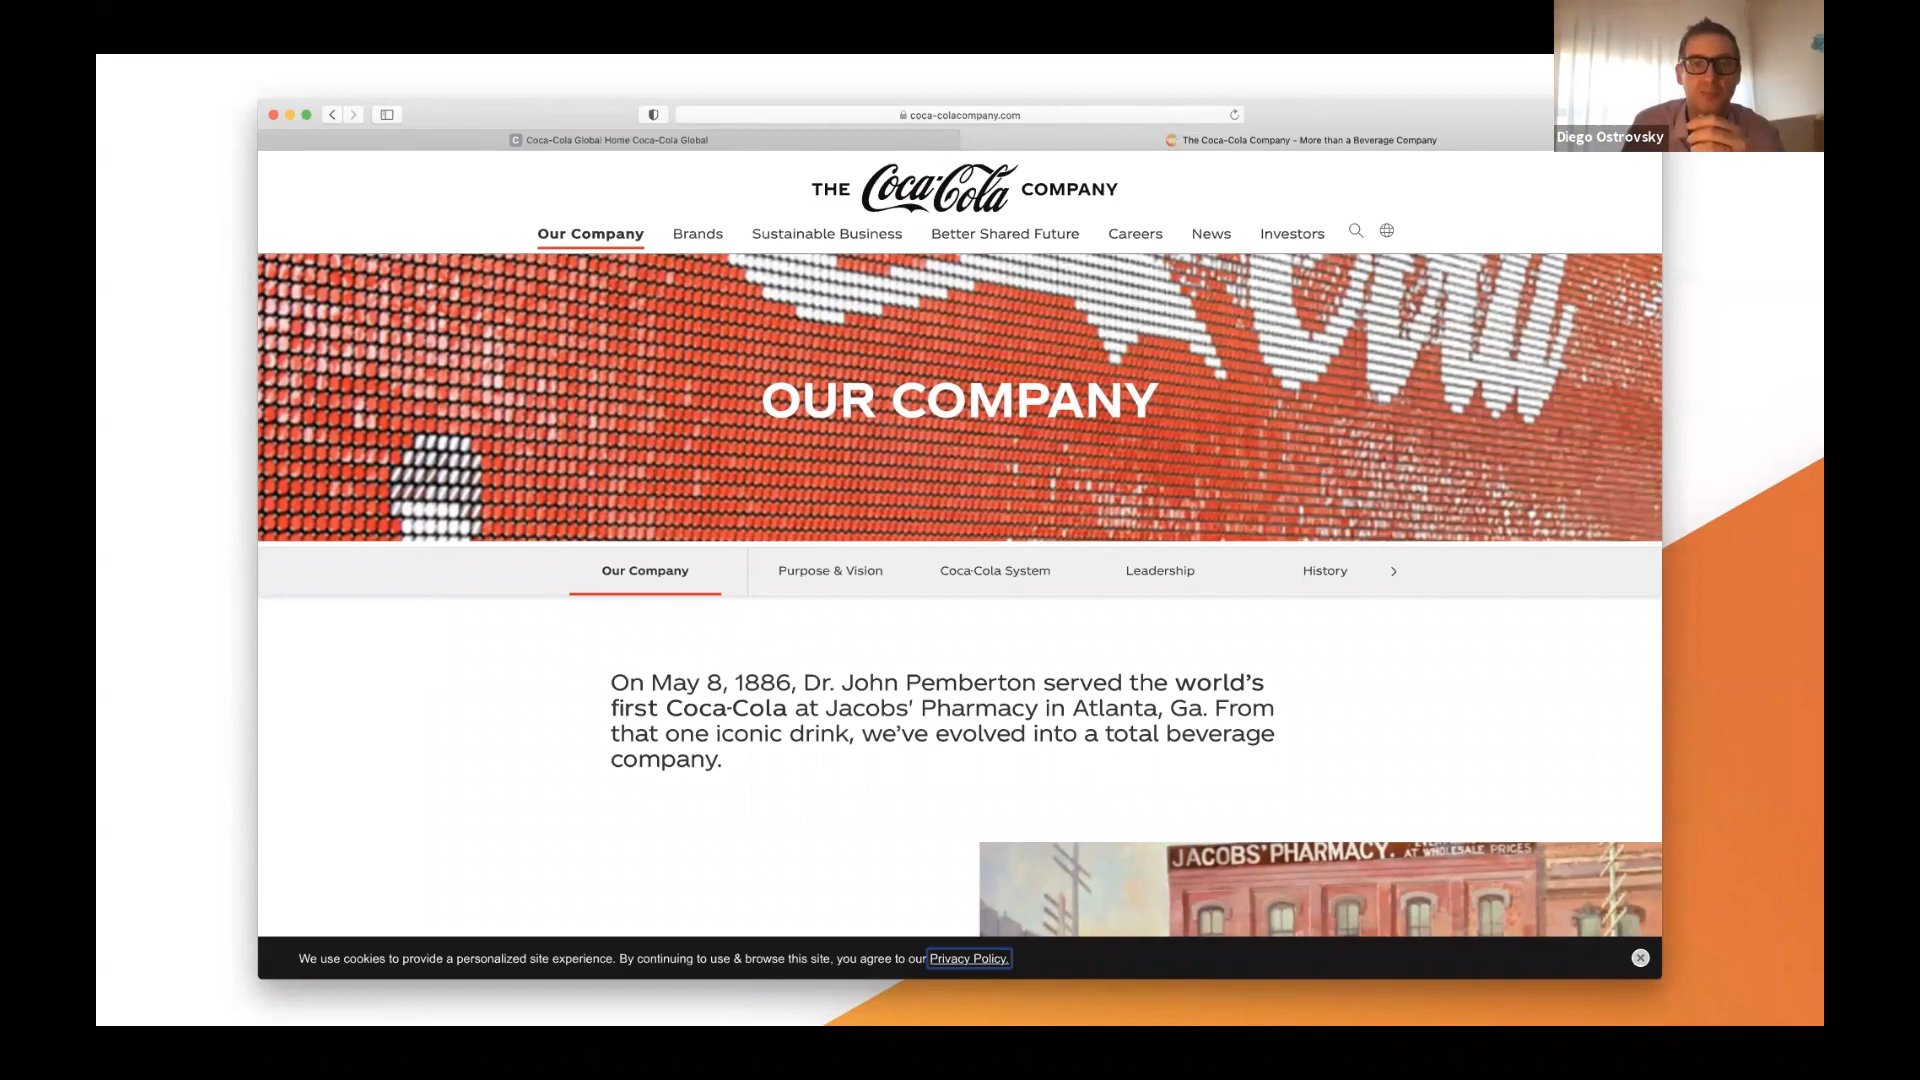 coca-colacompany.com
Coca-Cola Global Home Coca-Cola Global
The Coca-Cola Company – More than a Beverage Company
Diego Ostrovsky
THE Coca-Cola COMPANY
Our Company Brands Sustainable Business Better Shared Future Careers News Investors
OUR COMPANY
Our Company Purpose & Vision Coca-Cola System Leadership History
On May 8, 1886, Dr. John Pemberton served the world's
first Coca-Cola at Jacobs' Pharmacy in Atlanta, Ga. From
that one iconic drink, we've evolved into a total beverage
company.
JACOBS' PHARMACY. AT WHOLESALE PRICES
We use cookies to provide a personalized site experience. By continuing to use & browse this site, you agree to our Privacy Policy.